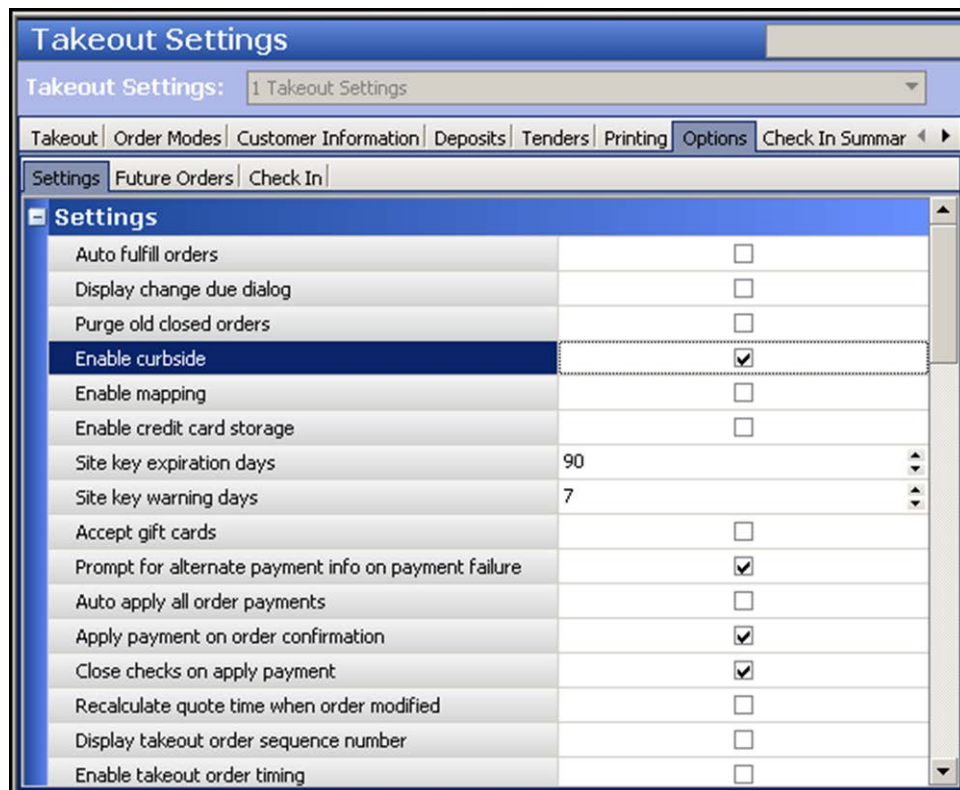 Takeout Settings
Takeout Settings: 1 Takeout Settings
Takeout Order Modes Customer Information Deposits Tenders Printing Options Check In Summar
Settings Future Orders Check In
Settings
Auto fulfill orders
Display change due dialog
Purge old closed orders
Enable curbside
Enable mapping
Enable credit card storage
Site key expiration days 90
Site key warning days 7
Accept gift cards
Prompt for alternate payment info on payment failure
Auto apply all order payments
Apply payment on order confirmation
Close checks on apply payment
Recalculate quote time when order modified
Display takeout order sequence number
Enable takeout order timing